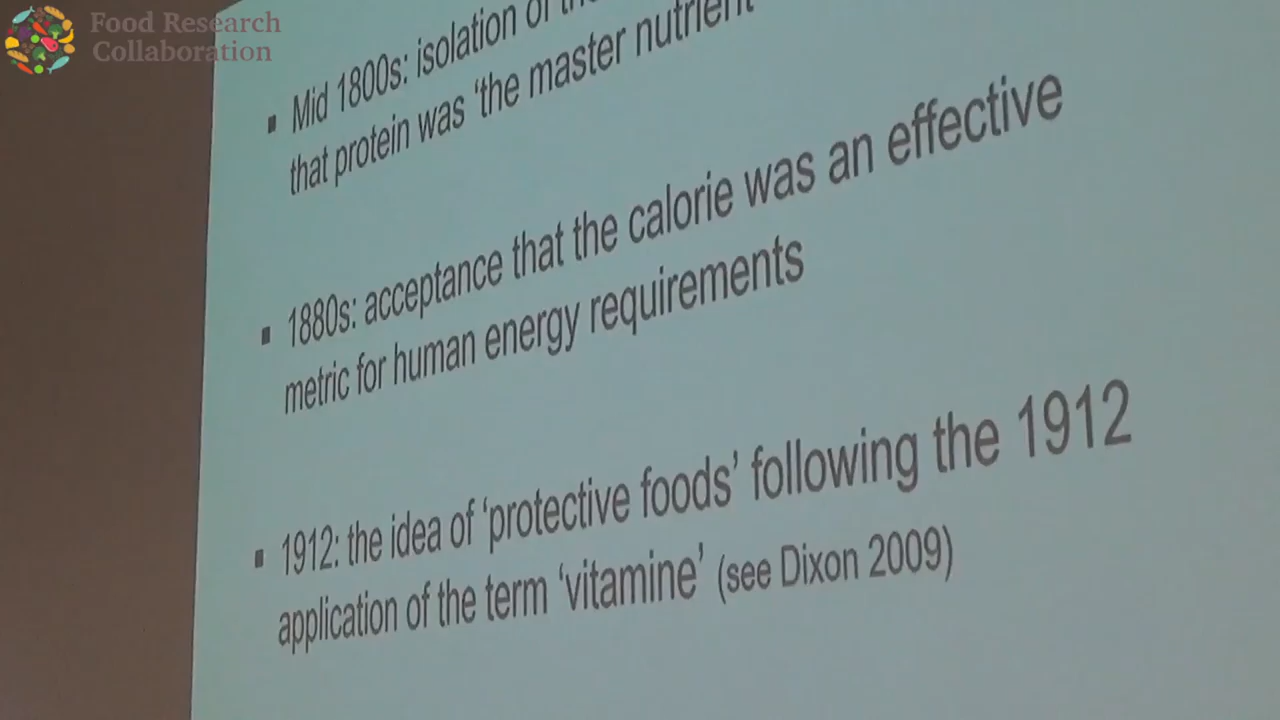 Food Research
Collaboration
▪ Mid 1800s: isolation of
that protein was ‘the master nutrient
▪ 1880s: acceptance that the calorie was an effective
metric for human energy requirements
▪ 1912: the idea of ‘protective foods’ following the 1912
application of the term ‘vitamine’ (see Dixon 2009)